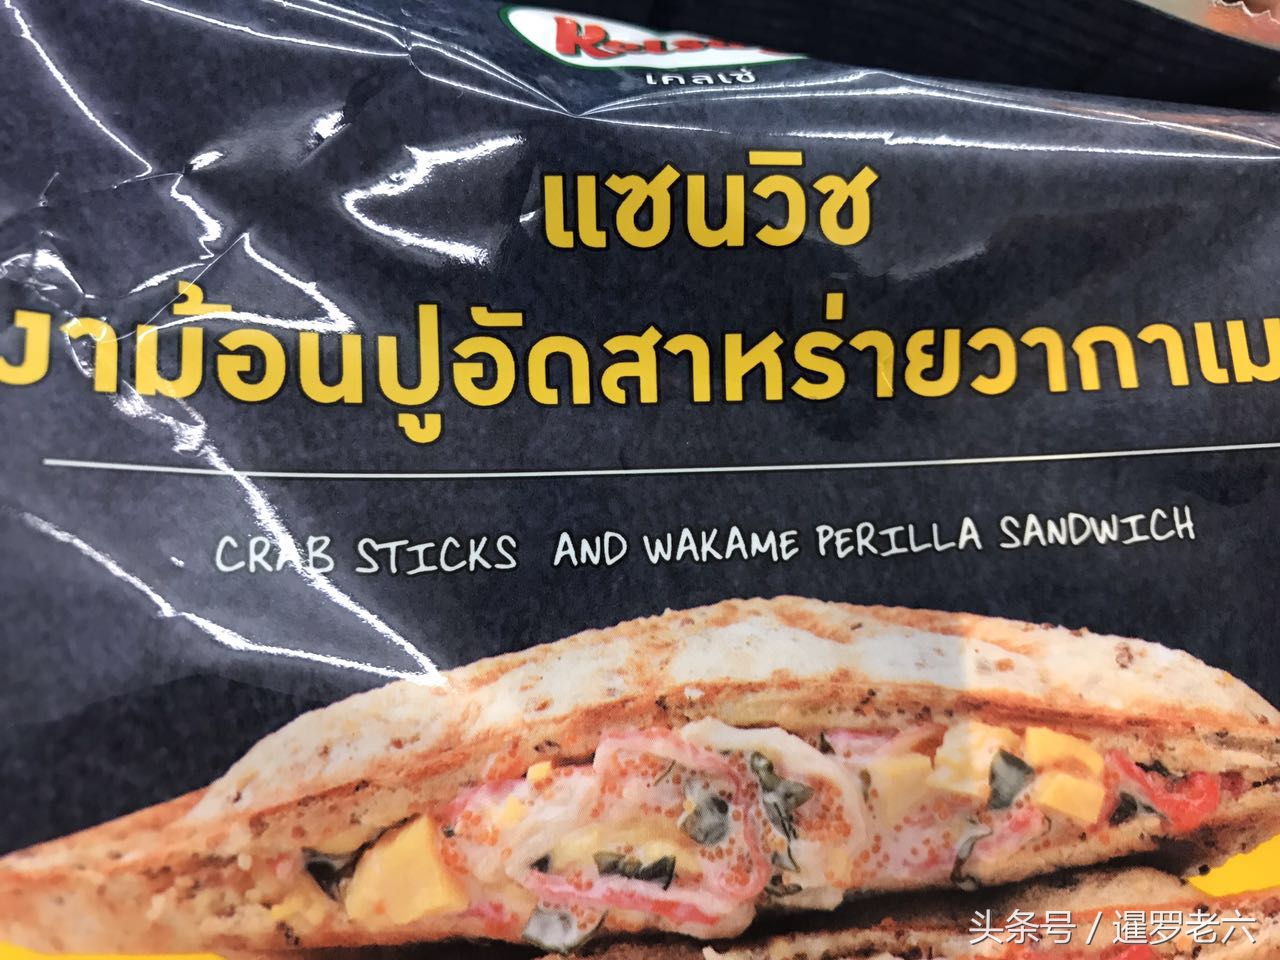 เคลเซ่
แซนวิช
งาม้อนปูอัดสาหร่ายวากาเม
CRAB STICKS AND WAKAME PERILLA SANDWICH
头条号 / 暹罗老六